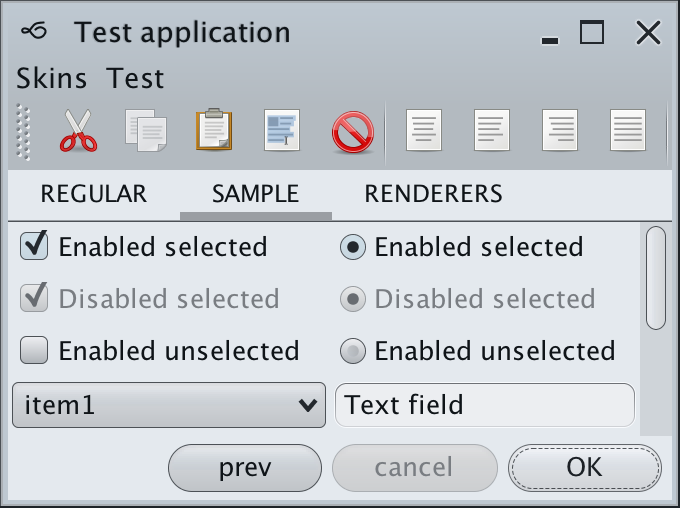 Test application
Skins Test
REGULAR SAMPLE RENDERERS
Enabled selected Enabled selected
Disabled selected Disabled selected
Enabled unselected Enabled unselected
item1 Text field
prev cancel OK